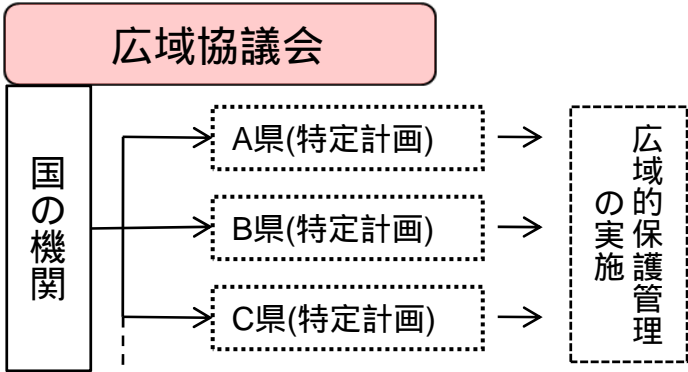 広域協議会
国の機関
A県(特定計画)
B県(特定計画)
C県(特定計画)
広域的保護管理
の実施